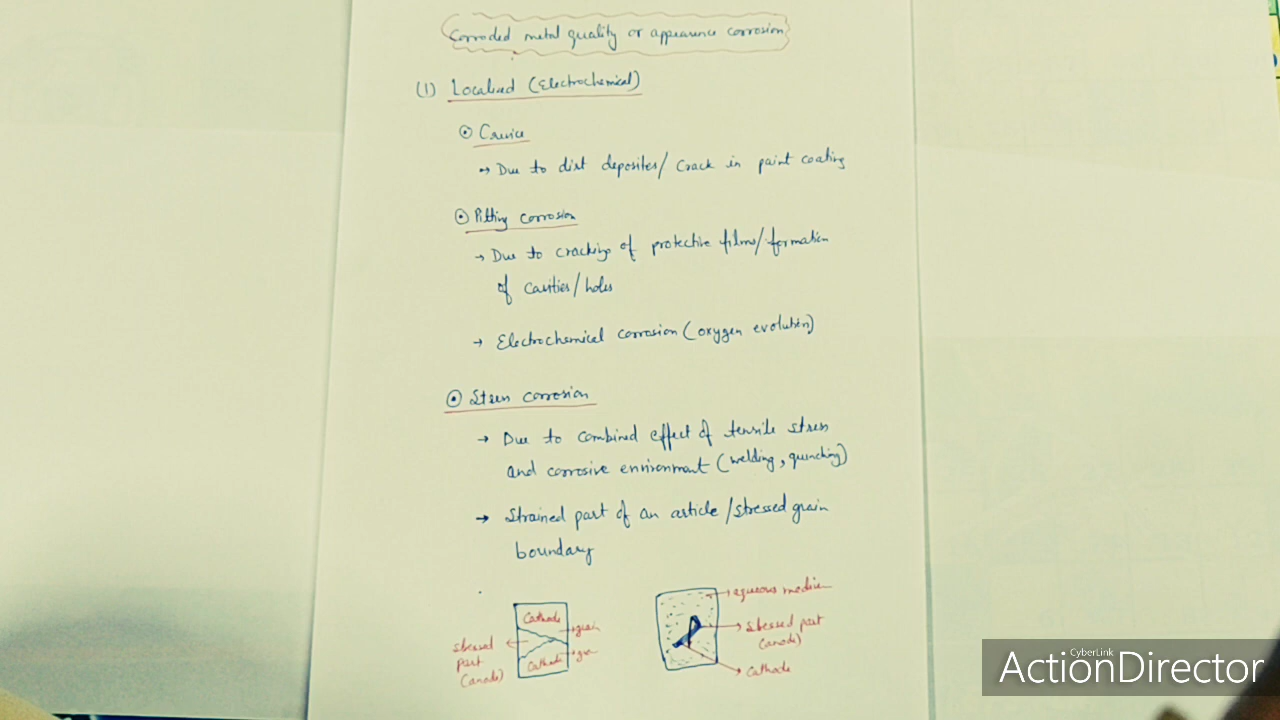 Corroded metal quality or appearence corrosion
(1) Localised (Electrochemical)
Crevice
→ Due to dirt deposites/ crack in paint coating
Pitting corrosion
→ Due to cracking of protective films/formation
of cavities/holes
→ Electrochemical corrosion (oxygen evolution)
Stress corrosion
→ Due to combined effect of tensile stress
and corrosive environment (welding, quenching)
→ Strained part of an article /stressed grain
boundary
Cathode
→grain
stressed
part
(anode)
Cathode
→aqueous medium
→ stressed part
(anode)
→ cathode
CyberLink
ActionDirector